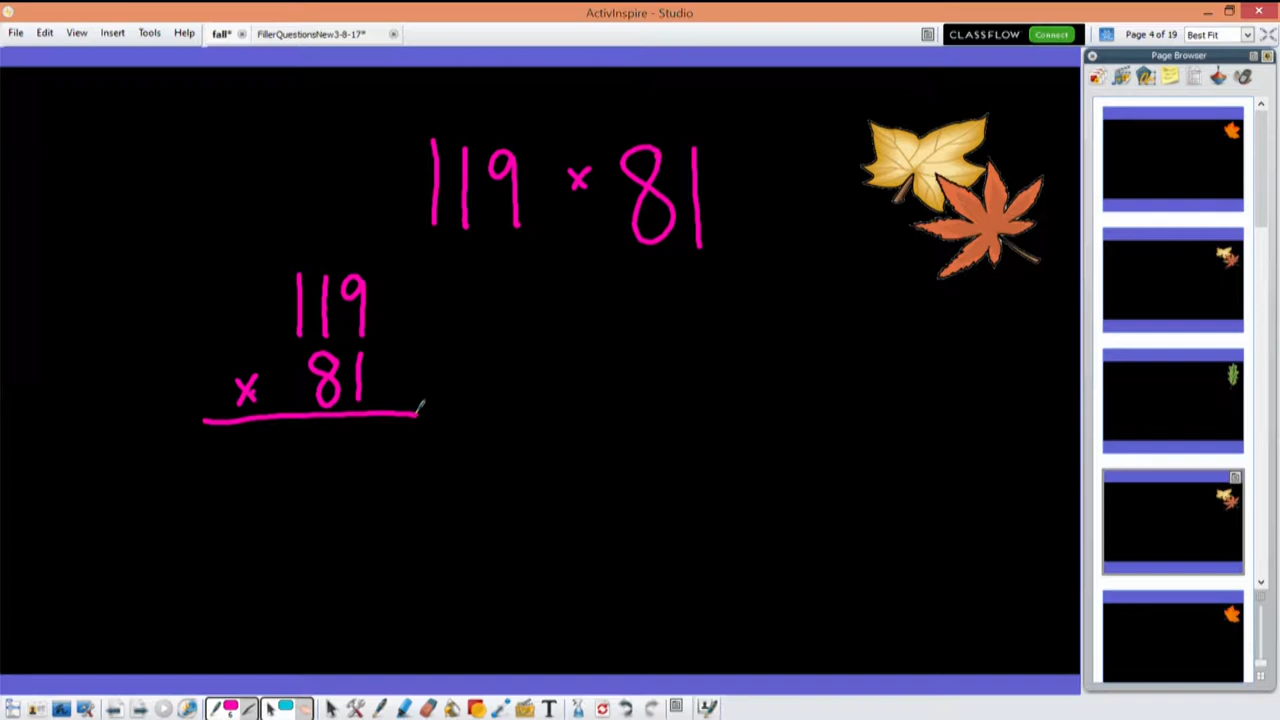 ActivInspire - Studio
File Edit View Insert Tools Help fall* FillerQuestionsNew3-8-17* CLASSFLOW Connect Page 4 of 19 Best Fit
Page Browser
119 × 81
119
× 81
6 T